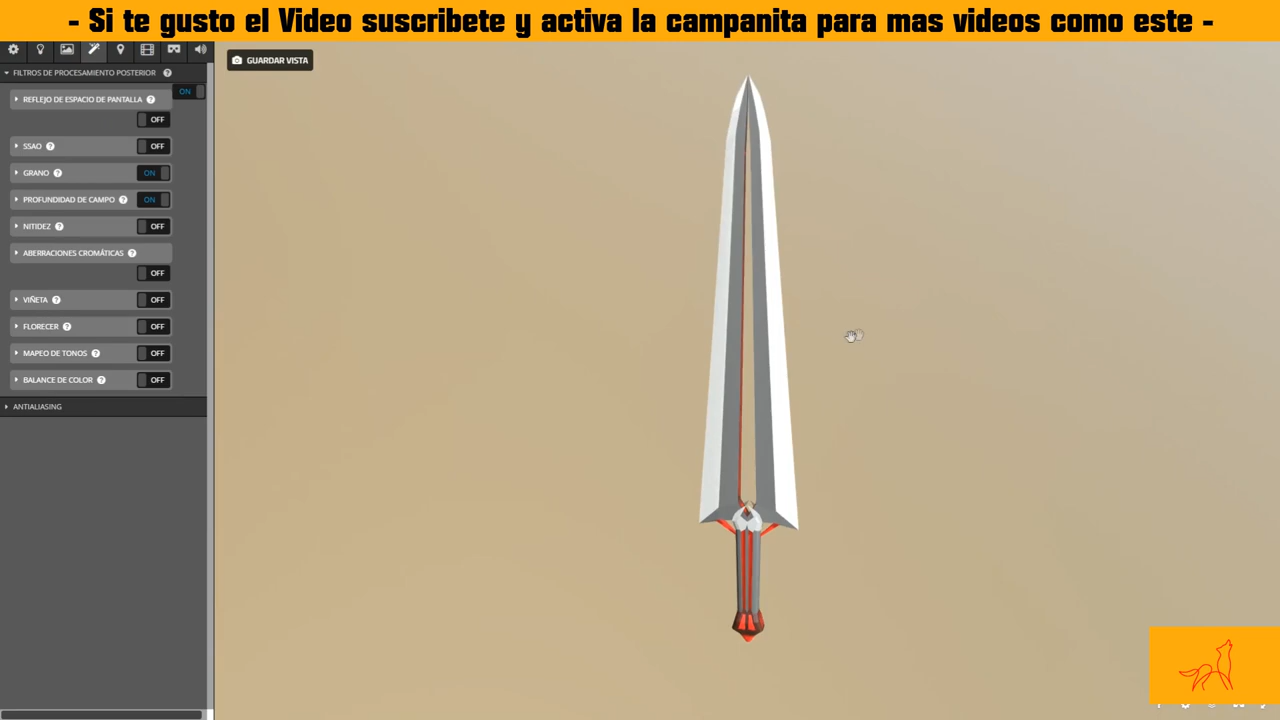 - Si te gusto el Video suscribete y activa la campanita para mas videos como este -
GUARDAR VISTA
FILTROS DE PROCESAMIENTO POSTERIOR ?
ON
REFLEJO DE ESPACIO DE PANTALLA ?
OFF
SSAO ? OFF
GRANO ? ON
PROFUNDIDAD DE CAMPO ? ON
NITIDEZ ? OFF
ABERRACIONES CROMÁTICAS ?
OFF
VIÑETA ? OFF
FLORECER ? OFF
MAPEO DE TONOS ? OFF
BALANCE DE COLOR ? OFF
ANTIALIASING